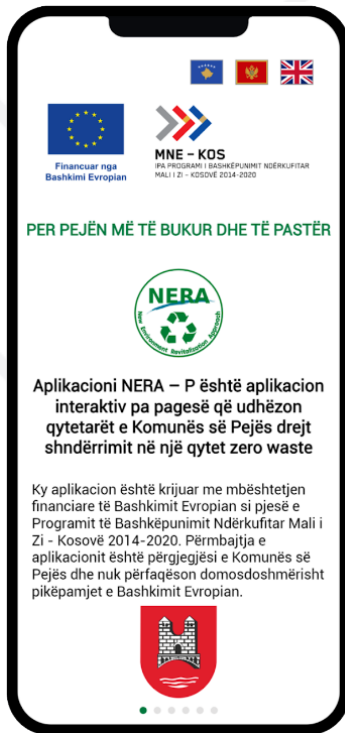 Financuar nga
Bashkimi Evropian
MNE – KOS
IPA PROGRAMI I BASHKËPUNIMIT NDËRKUFITAR
MALI I ZI – KOSOVË 2014-2020
PER PEJËN MË TË BUKUR DHE TË PASTËR
NERA
New Environment Revitalization Approach
Aplikacioni NERA – P është aplikacion
interaktiv pa pagesë që udhëzon
qytetarët e Komunës së Pejës drejt
shndërrimit në një qytet zero waste
Ky aplikacion është krijuar me mbështetjen
financiare të Bashkimit Evropian si pjesë e
Programit të Bashkëpunimit Ndërkufitar Mali i
Zi - Kosovë 2014-2020. Përmbajtja e
aplikacionit është përgjegjësi e Komunës së
Pejës dhe nuk përfaqëson domosdoshmërisht
pikëpamjet e Bashkimit Evropian.